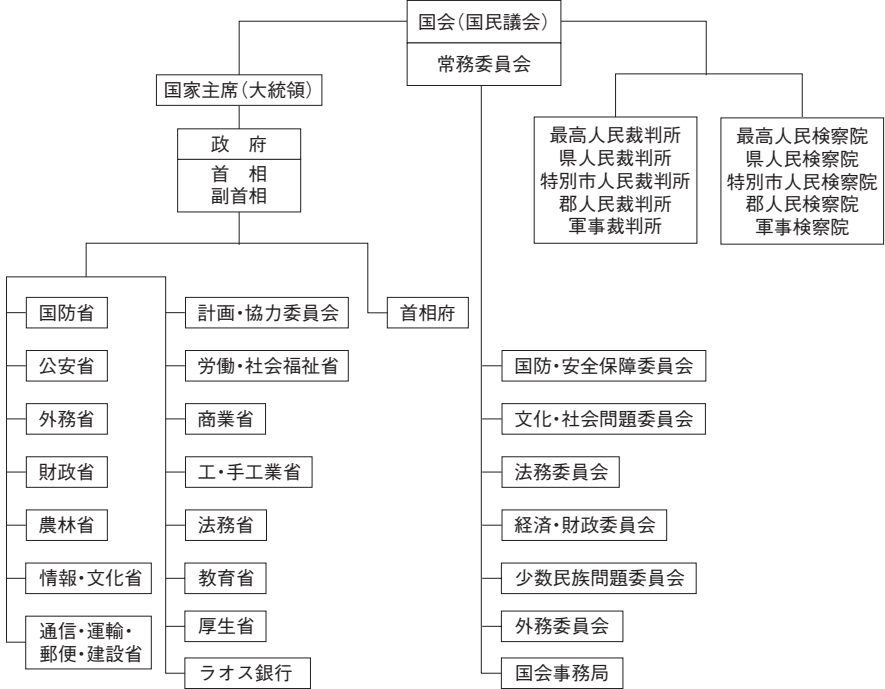 国会(国民議会)
常務委員会
国家主席(大統領)
政　府
首　相
副首相
最高人民裁判所
県人民裁判所
特別市人民裁判所
郡人民裁判所
軍事裁判所
最高人民検察院
県人民検察院
特別市人民検察院
郡人民検察院
軍事検察院
国防省
公安省
外務省
財政省
農林省
情報・文化省
通信・運輸・
郵便・建設省
計画・協力委員会
労働・社会福祉省
商業省
工・手工業省
法務省
教育省
厚生省
ラオス銀行
首相府
国防・安全保障委員会
文化・社会問題委員会
法務委員会
経済・財政委員会
少数民族問題委員会
外務委員会
国会事務局